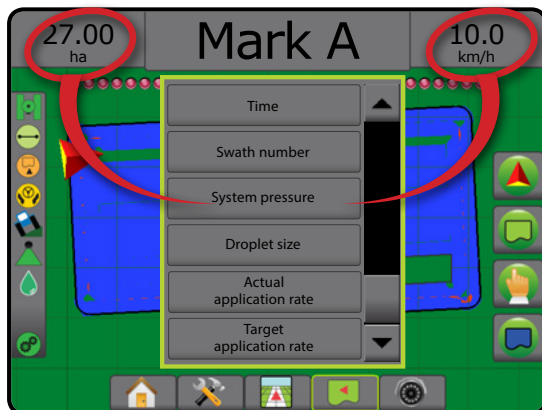 27.00
ha
Mark A
10.0
km/h
Time
Swath number
System pressure
Droplet size
Actual
application rate
Target
application rate